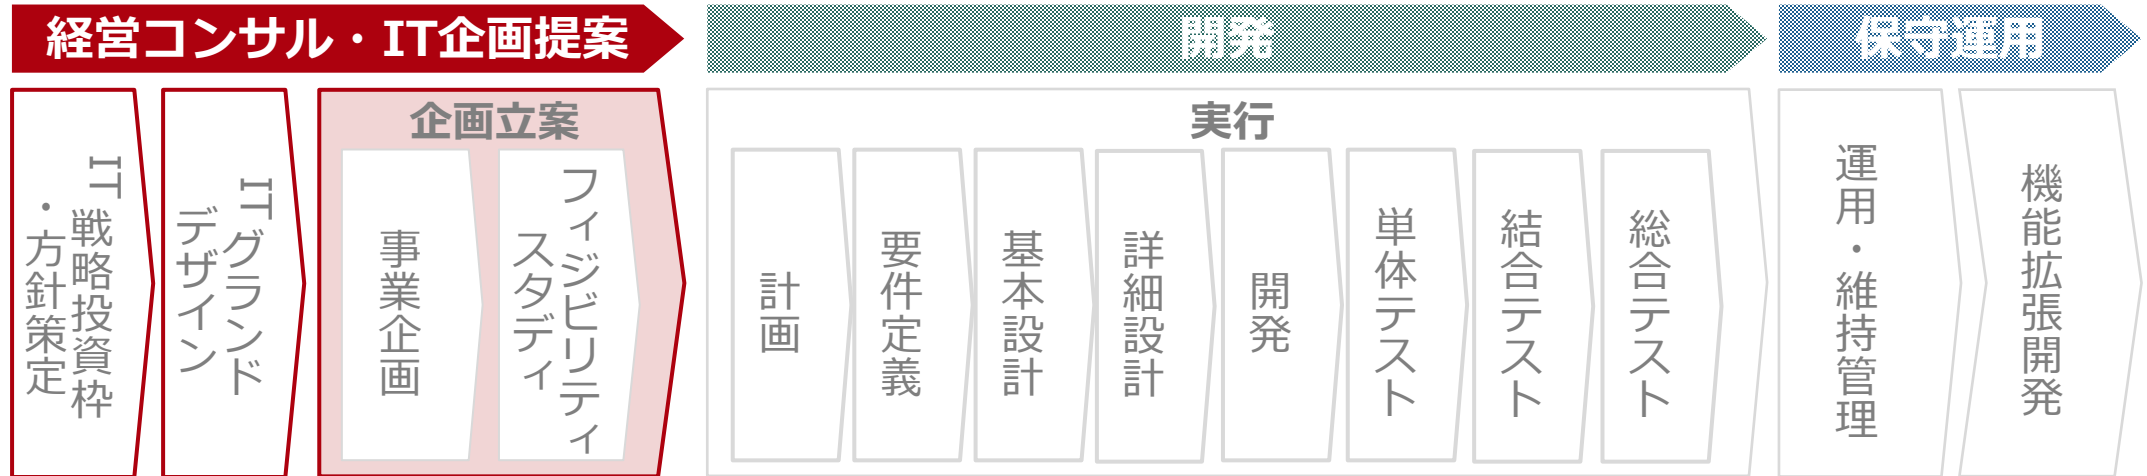 経営コンサル・IT企画提案
開発
保守運用
IT戦略投資枠
・方針策定
ITグランド
デザイン
企画立案
事業企画
フィジビリティ
スタディ
実行
計画
要件定義
基本設計
詳細設計
開発
単体テスト
結合テスト
総合テスト
運用・維持管理
機能拡張開発